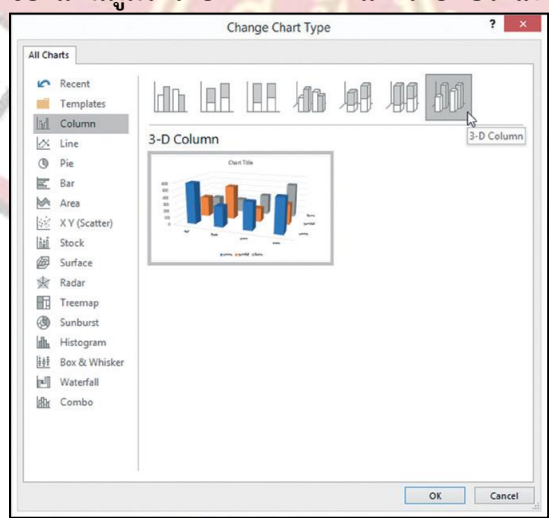 Change Chart Type
?
All Charts
Recent
Templates
Column
Line
Pie
Bar
Area
X Y (Scatter)
Stock
Surface
Radar
Treemap
Sunburst
Histogram
Box & Whisker
Waterfall
Combo
3-D Column
3-D Column
Chart Title
OK
Cancel